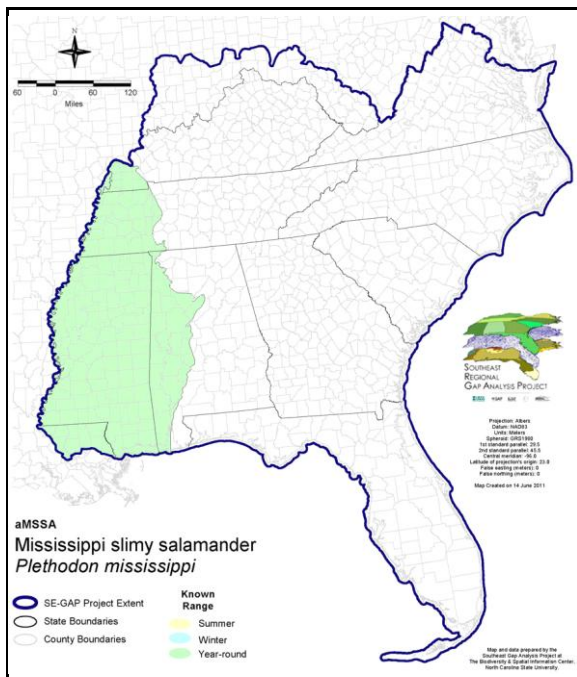 N
60 0 60 120
Miles
SOUTHEAST
REGIONAL
GAP ANALYSIS PROJECT
Projection: Albers
Datum: NAD83
Units: Meters
Spheroid: GRS1980
1st standard parallel: 29.5
2nd standard parallel: 45.5
Central meridian: -96.0
Latitude of projection's origin: 23.0
False easting (meters): 0
False northing (meters): 0
Map Created on 14 June 2011
aMSSA
Mississippi slimy salamander
Plethodon mississippi
SE-GAP Project Extent
State Boundaries
County Boundaries
Known
Range
Summer
Winter
Year-round
Map and data prepared by the
Southeast Gap Analysis Project at
The Biodiversity & Spatial Information Center,
North Carolina State University.